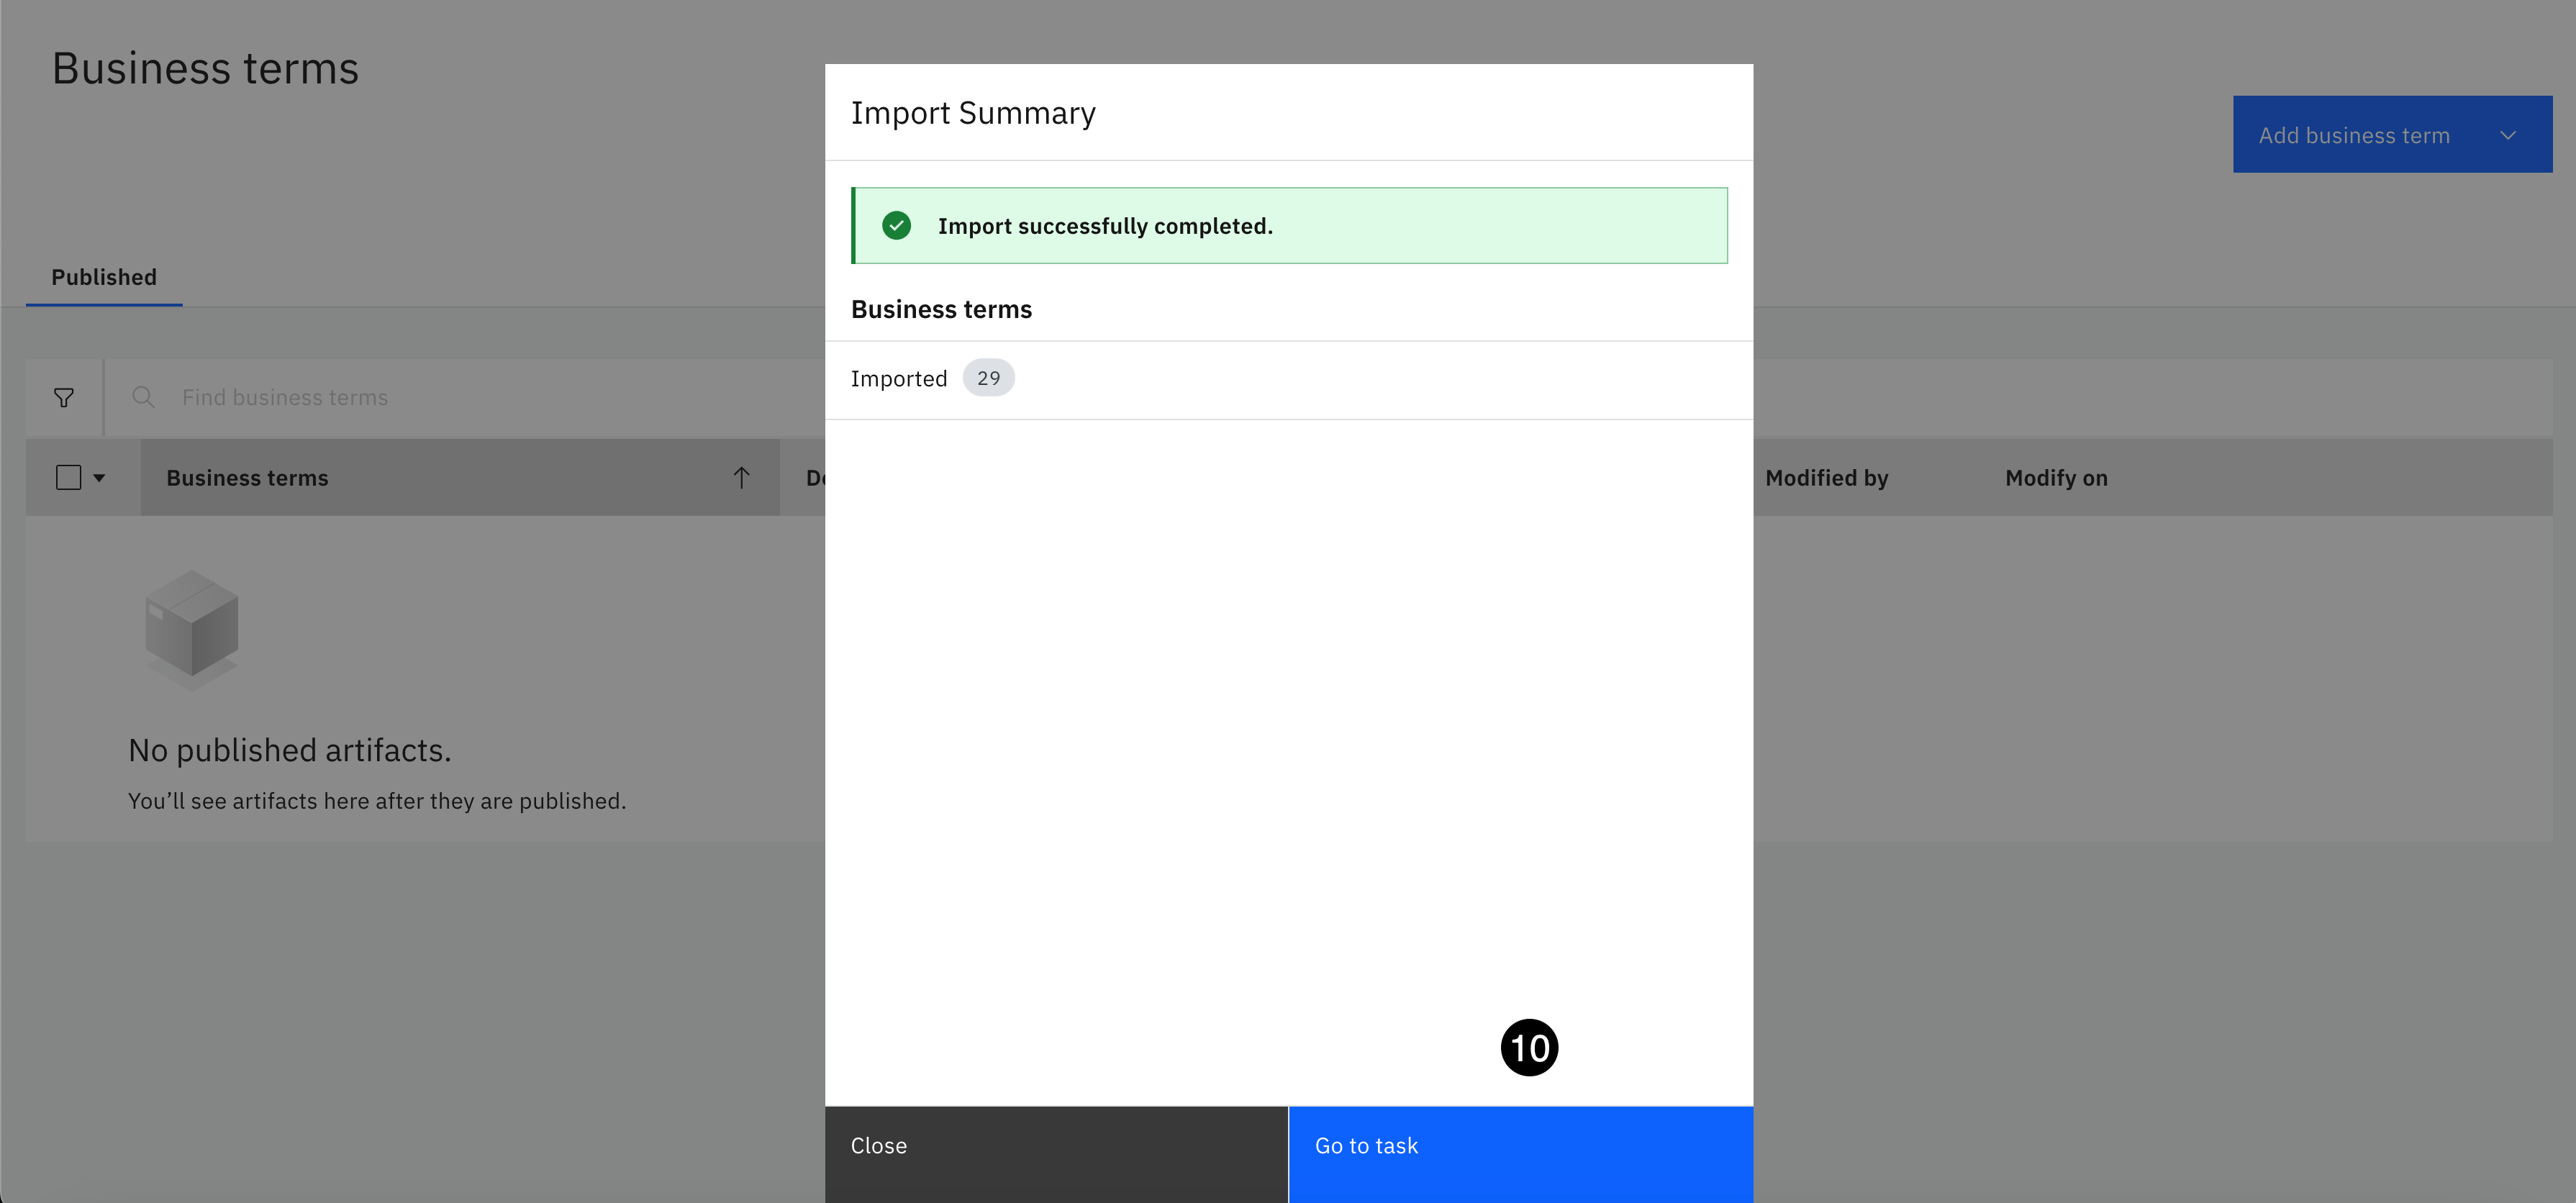 Business terms
Add business term
Published
Find business terms
Business terms
Modified by
Modify on
No published artifacts.
You’ll see artifacts here after they are published.
Import Summary
Import successfully completed.
Business terms
Imported 29
10
Close
Go to task